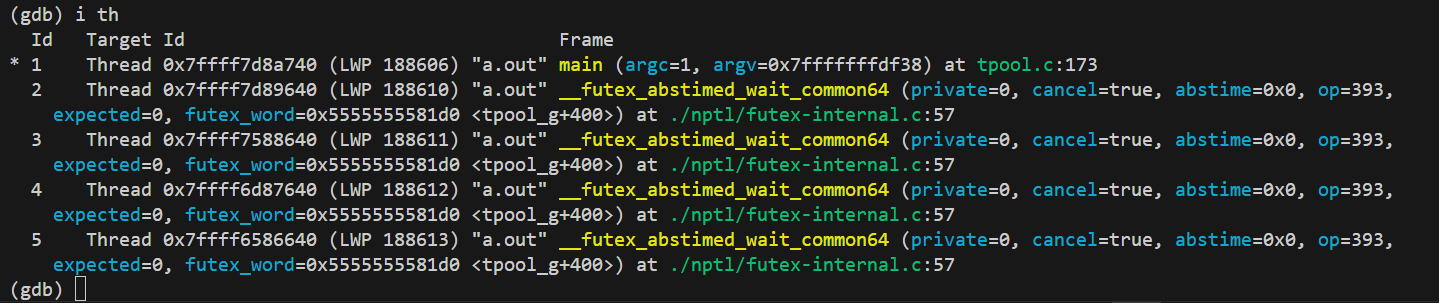 (gdb) i th
  Id   Target Id                                   Frame
* 1    Thread 0x7ffff7d8a740 (LWP 188606) "a.out" main (argc=1, argv=0x7fffffffdf38) at tpool.c:173
  2    Thread 0x7ffff7d89640 (LWP 188610) "a.out" __futex_abstimed_wait_common64 (private=0, cancel=true, abstime=0x0, op=393,
    expected=0, futex_word=0x5555555581d0 <tpool_g+400>) at ./nptl/futex-internal.c:57
  3    Thread 0x7ffff7588640 (LWP 188611) "a.out" __futex_abstimed_wait_common64 (private=0, cancel=true, abstime=0x0, op=393,
    expected=0, futex_word=0x5555555581d0 <tpool_g+400>) at ./nptl/futex-internal.c:57
  4    Thread 0x7ffff6d87640 (LWP 188612) "a.out" __futex_abstimed_wait_common64 (private=0, cancel=true, abstime=0x0, op=393,
    expected=0, futex_word=0x5555555581d0 <tpool_g+400>) at ./nptl/futex-internal.c:57
  5    Thread 0x7ffff6586640 (LWP 188613) "a.out" __futex_abstimed_wait_common64 (private=0, cancel=true, abstime=0x0, op=393,
    expected=0, futex_word=0x5555555581d0 <tpool_g+400>) at ./nptl/futex-internal.c:57
(gdb)